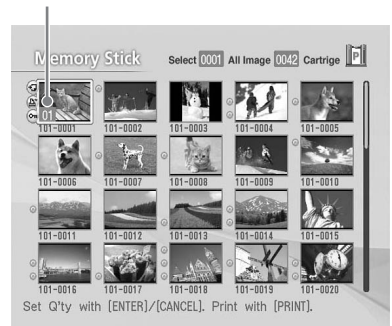 Memory Stick Select 0001 All Image 0042 Cartrige P
01
101-0001 101-0002 101-0003 101-0004 101-0005
101-0006 101-0007 101-0008 101-0009 101-0010
101-0011 101-0012 101-0013 101-0014 101-0015
101-0016 101-0017 101-0018 101-0019 101-0020
Set Q'ty with [ENTER]/[CANCEL]. Print with [PRINT].